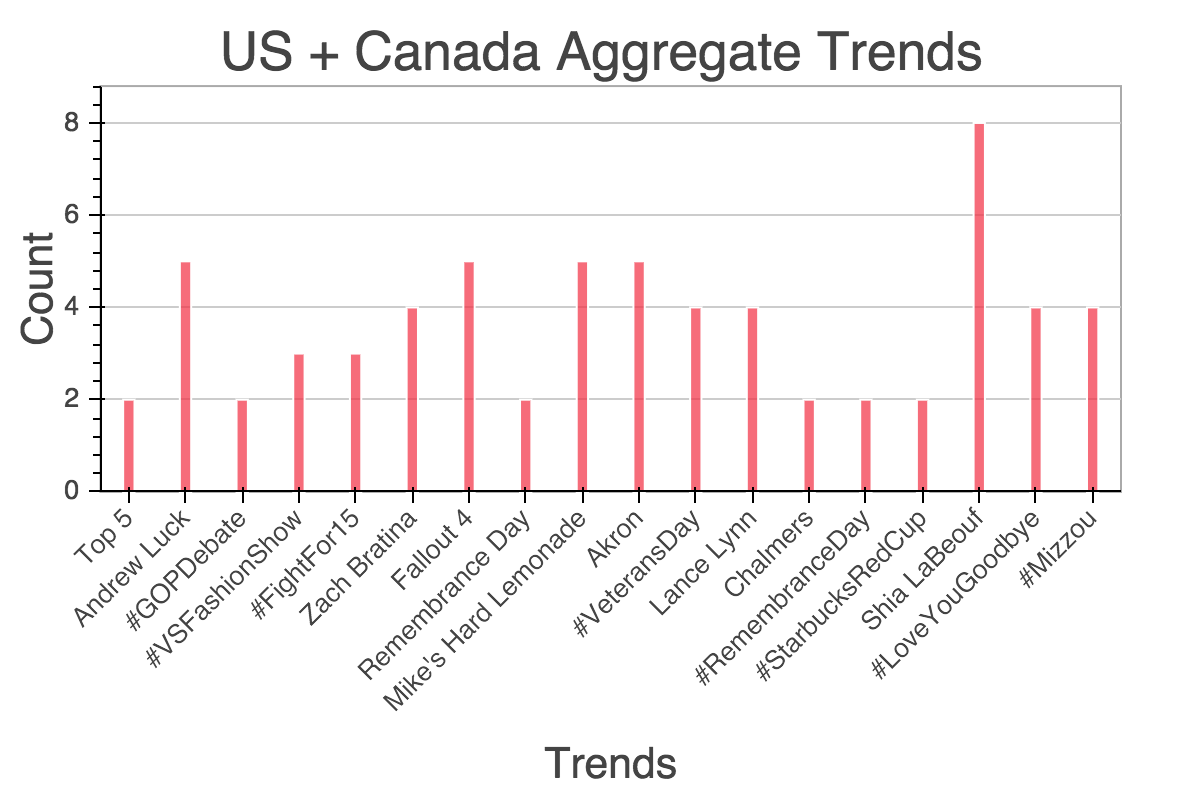 US + Canada Aggregate Trends
Count
8
6
4
2
0
Top 5
Andrew Luck
#GOPDebate
#VSFashionShow
#FightFor15
Zach Bratina
Fallout 4
Remembrance Day
Mike's Hard Lemonade
Akron
#VeteransDay
Lance Lynn
Chalmers
#RemembranceDay
#StarbucksRedCup
Shia LaBeouf
#LoveYouGoodbye
#Mizzou
Trends